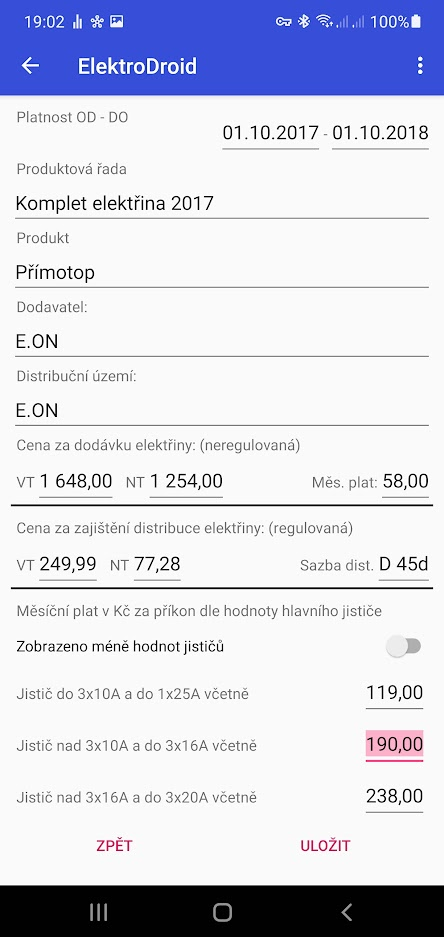 19:02 100%
ElektroDroid
Platnost OD - DO
01.10.2017 - 01.10.2018
Produktová řada
Komplet elektřina 2017
Produkt
Přímotop
Dodavatel:
E.ON
Distribuční území:
E.ON
Cena za dodávku elektřiny: (neregulovaná)
VT 1 648,00 NT 1 254,00 Měs. plat: 58,00
Cena za zajištění distribuce elektřiny: (regulovaná)
VT 249,99 NT 77,28 Sazba dist. D 45d
Měsíční plat v Kč za příkon dle hodnoty hlavního jističe
Zobrazeno méně hodnot jističů
Jistič do 3x10A a do 1x25A včetně 119,00
Jistič nad 3x10A a do 3x16A včetně 190,00
Jistič nad 3x16A a do 3x20A včetně 238,00
ZPĚT ULOŽIT